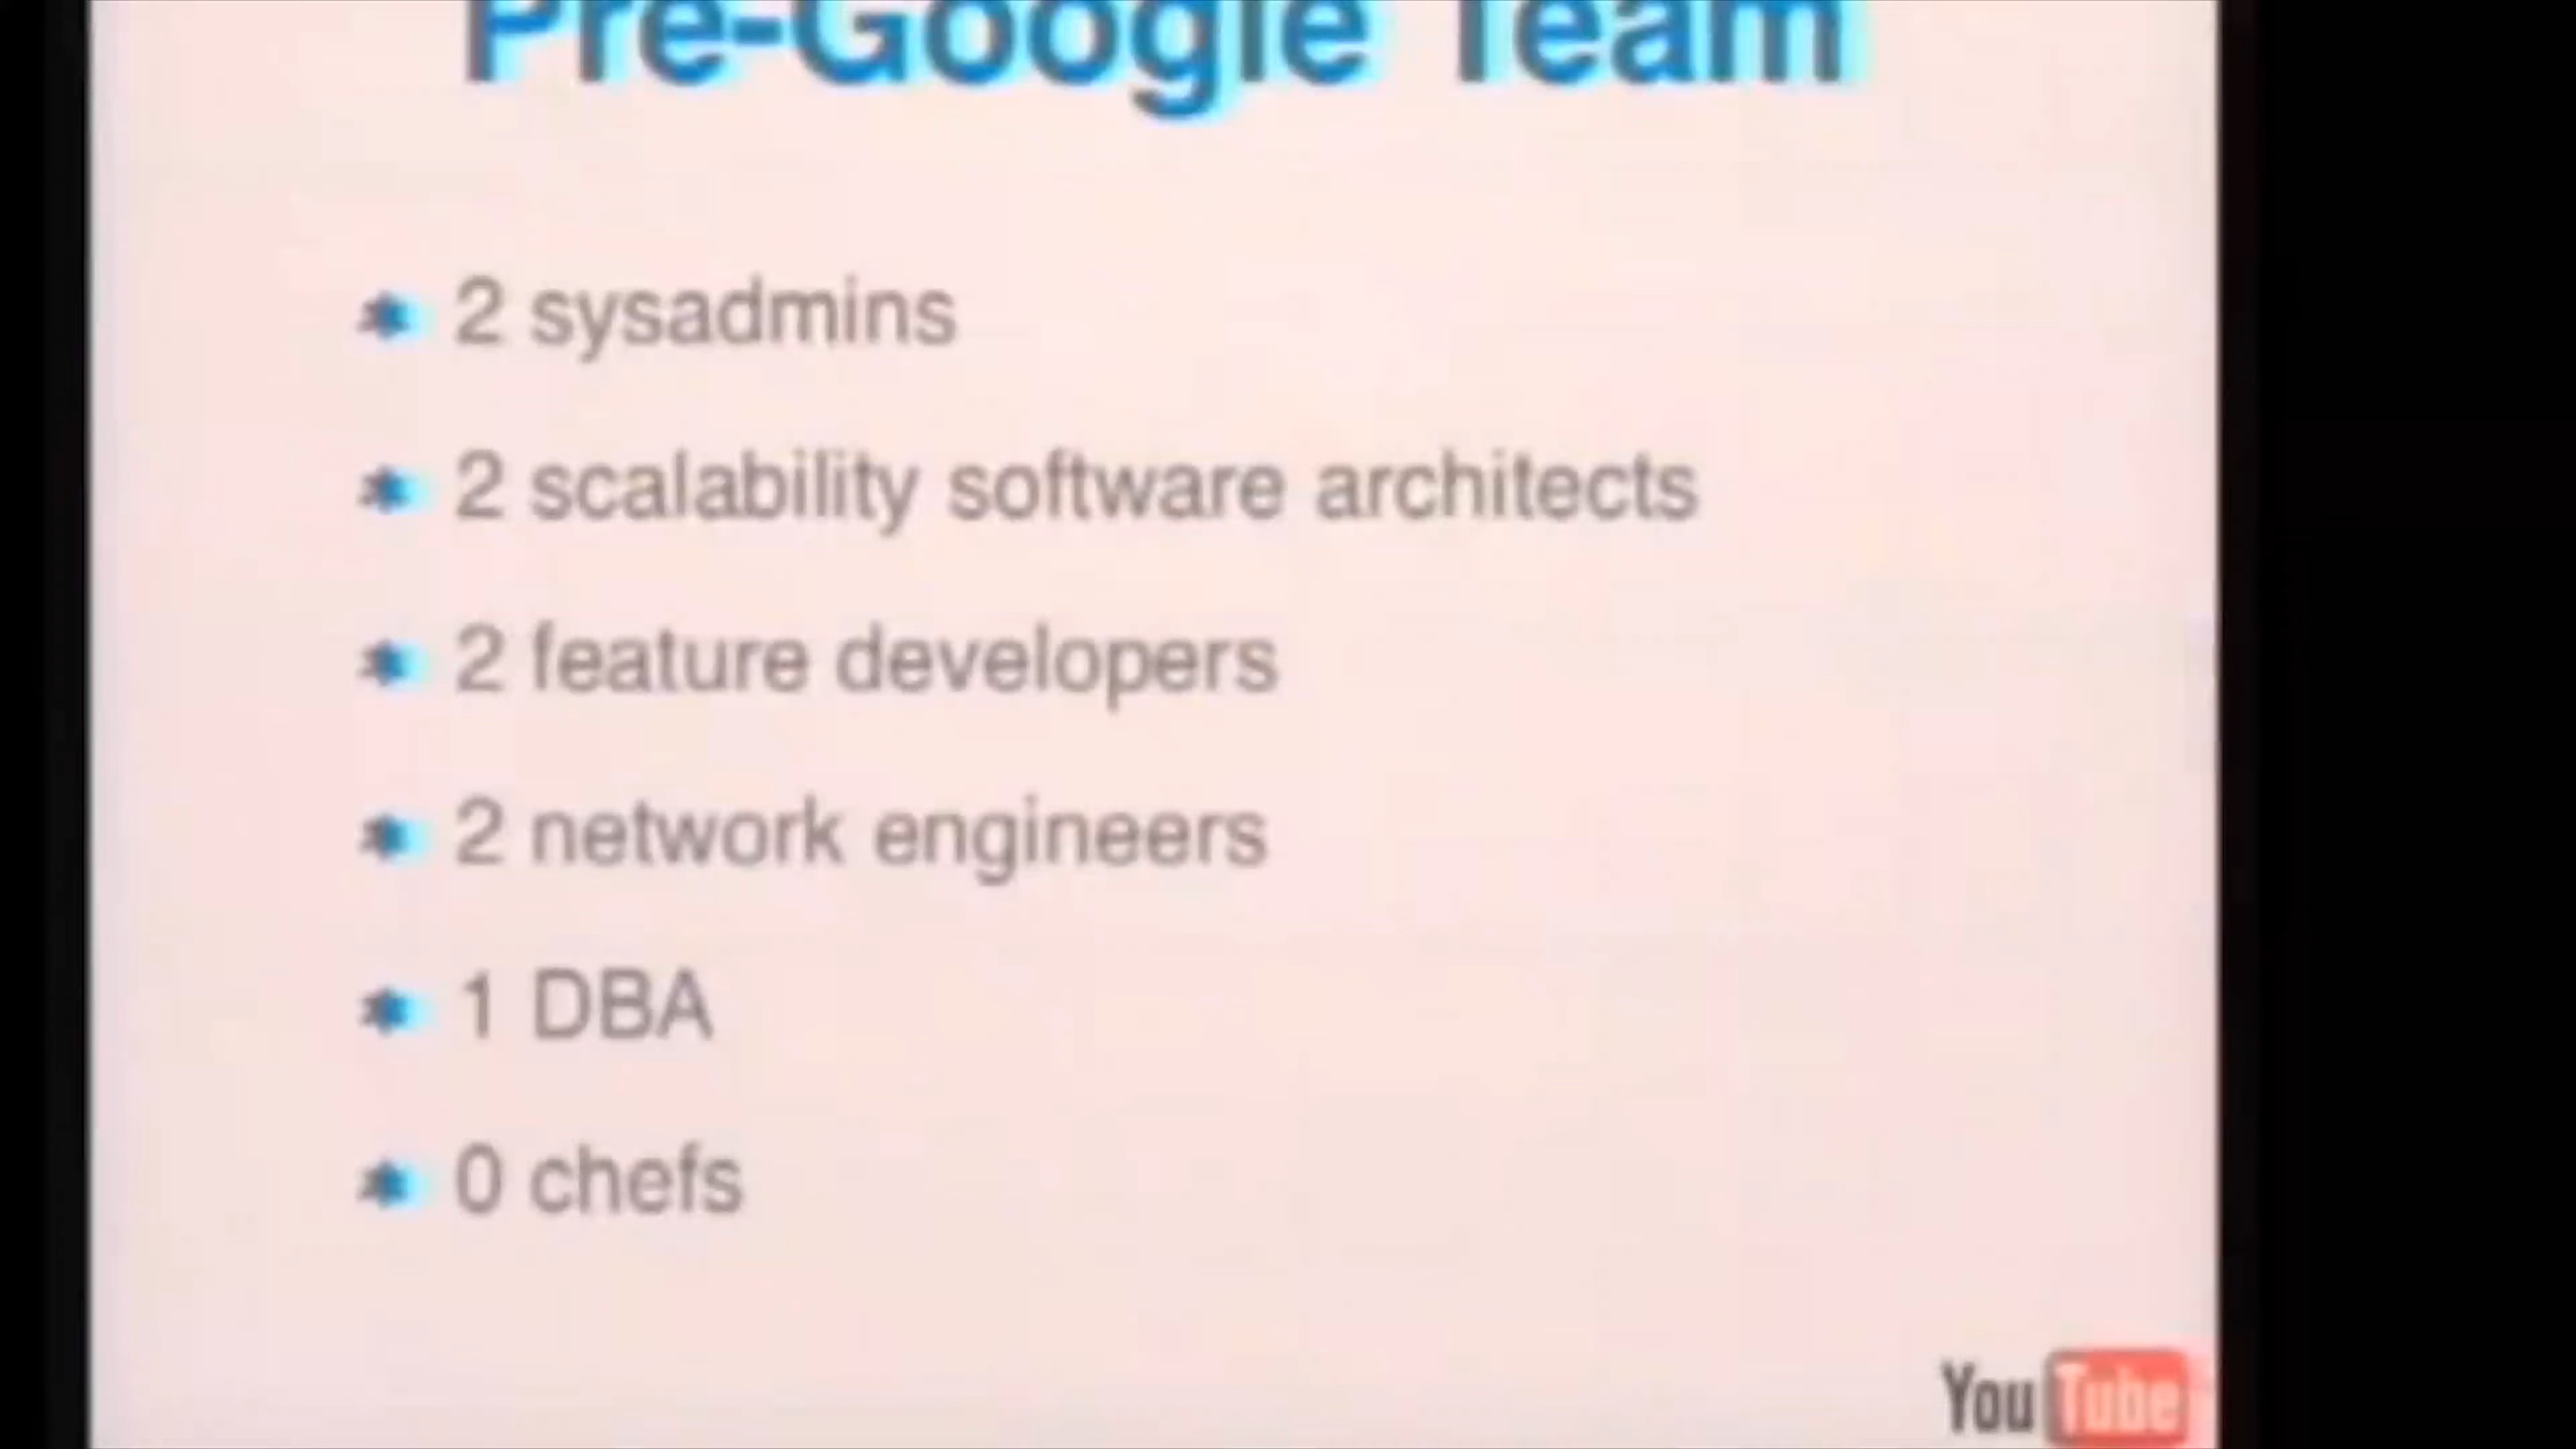 Pre-Google Team
2 sysadmins
2 scalability software architects
2 feature developers
2 network engineers
1 DBA
0 chefs
YouTube